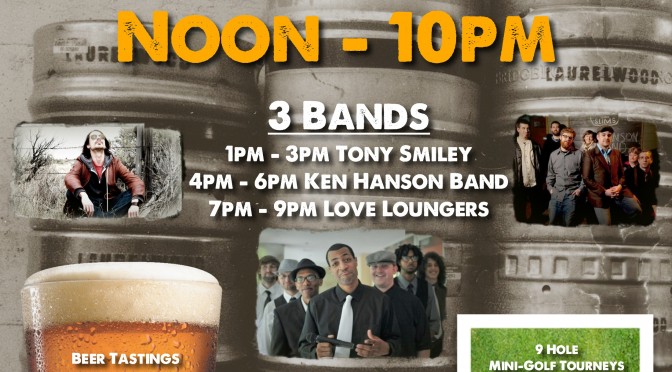 NOON - 10PM
LAURELWOOD
3 BANDS
1PM - 3PM TONY SMILEY
4PM - 6PM KEN HANSON BAND
7PM - 9PM LOVE LOUNGERS
BEER TASTINGS
9 HOLE
MINI-GOLF TOURNEYS